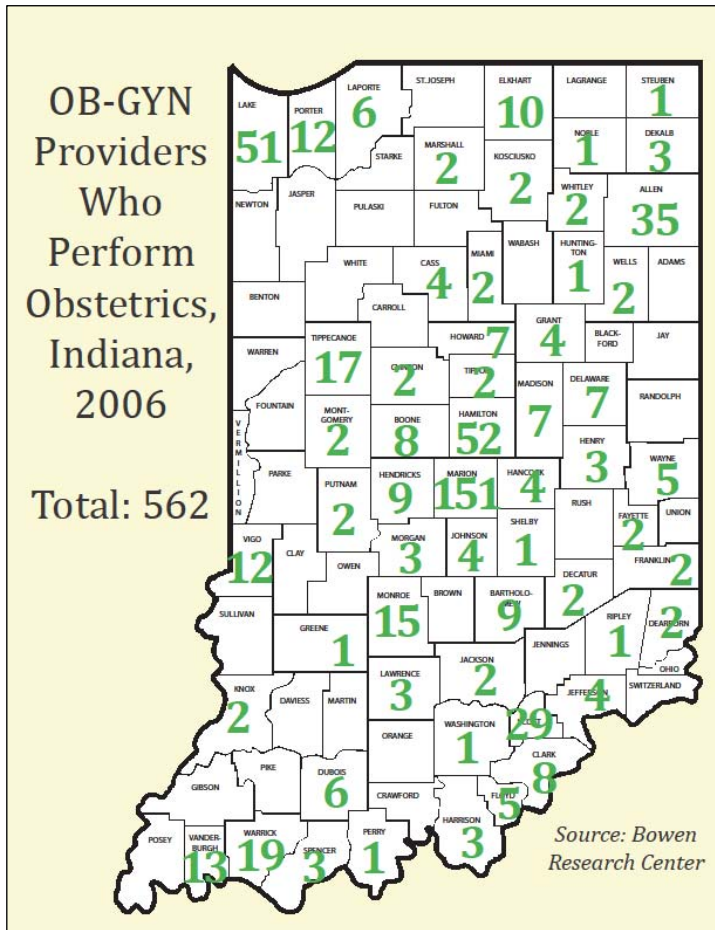 OB-GYN
Providers
Who
Perform
Obstetrics,
Indiana,
2006
Total: 562
LAKE
51
PORTER
12
LAPORTE
6
ST.JOSEPH
ELKHART
10
LAGRANGE
STEUBEN
1
NOBLE
1
DEKALB
3
STARKE
MARSHALL
2
KOSCIUSKO
2
WHITLEY
2
ALLEN
35
NEWTON
JASPER
PULASKI
FULTON
WHITE
CASS
4
MIAMI
2
WABASH
HUNTING-
TON
1
WELLS
2
ADAMS
BENTON
CARROLL
TIPPECANOE
17
HOWARD
7
GRANT
4
BLACK-
FORD
JAY
WARREN
CLINTON
2
TIPTON
2
MADISON
7
DELAWARE
7
RANDOLPH
FOUNTAIN
VERMILLION
MONT-
GOMERY
2
BOONE
8
HAMILTON
52
HENRY
3
WAYNE
5
PARKE
PUTNAM
2
HENDRICKS
9
MARION
151
HANCOCK
4
RUSH
FAYETTE
2
UNION
VIGO
12
CLAY
OWEN
MORGAN
3
JOHNSON
4
SHELBY
1
DECATUR
2
FRANKLIN
2
SULLIVAN
GREENE
1
MONROE
15
BROWN
BARTHOLO-
MEW
9
JENNINGS
RIPLEY
1
DEARBORN
2
OHIO
KNOX
2
DAVIESS
MARTIN
LAWRENCE
3
JACKSON
2
JEFFERSON
4
SWITZERLAND
ORANGE
WASHINGTON
1
SCOTT
29
CLARK
8
GIBSON
PIKE
DUBOIS
6
CRAWFORD
FLOYD
5
HARRISON
3
POSEY
VANDER-
BURGH
13
WARRICK
19
SPENCER
3
PERRY
1
Source: Bowen
Research Center